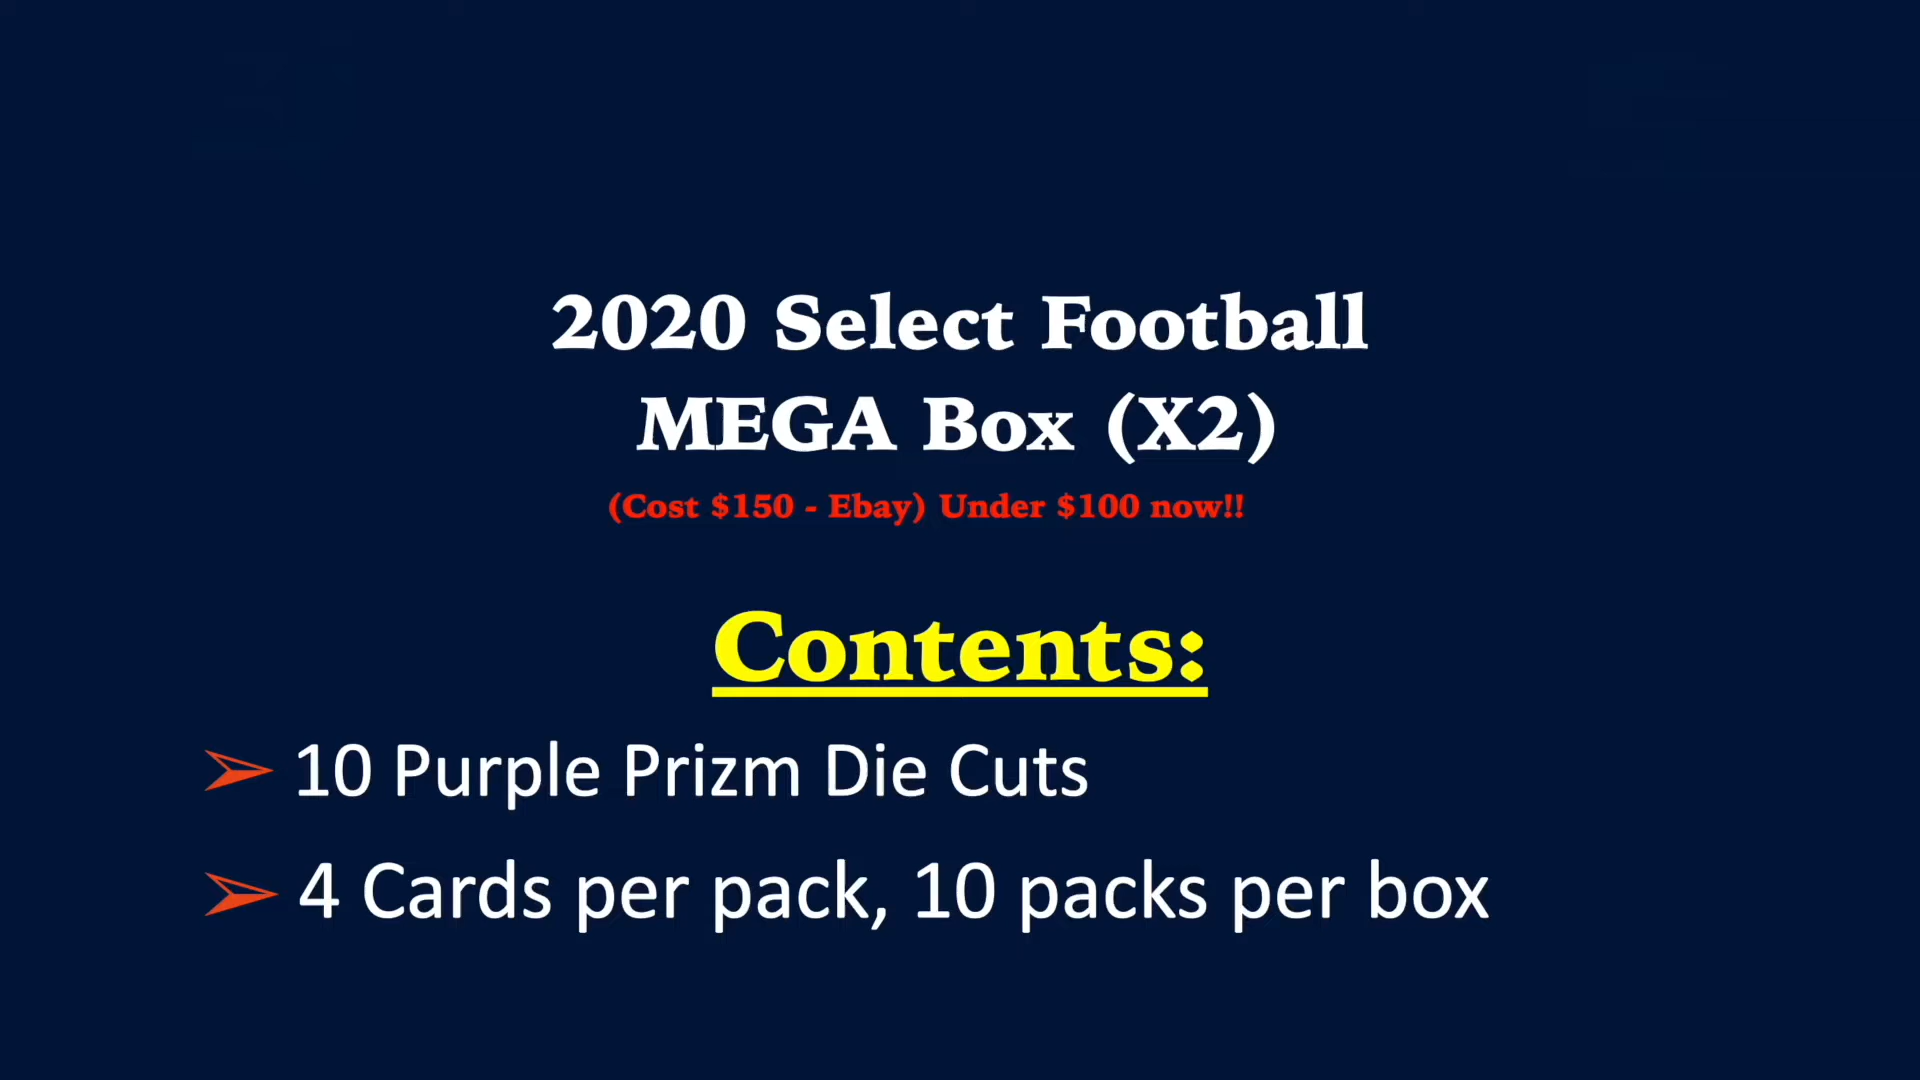 2020 Select Football
MEGA Box (X2)
(Cost $150 - Ebay) Under $100 now!!
Contents:
➢ 10 Purple Prizm Die Cuts
➢ 4 Cards per pack, 10 packs per box